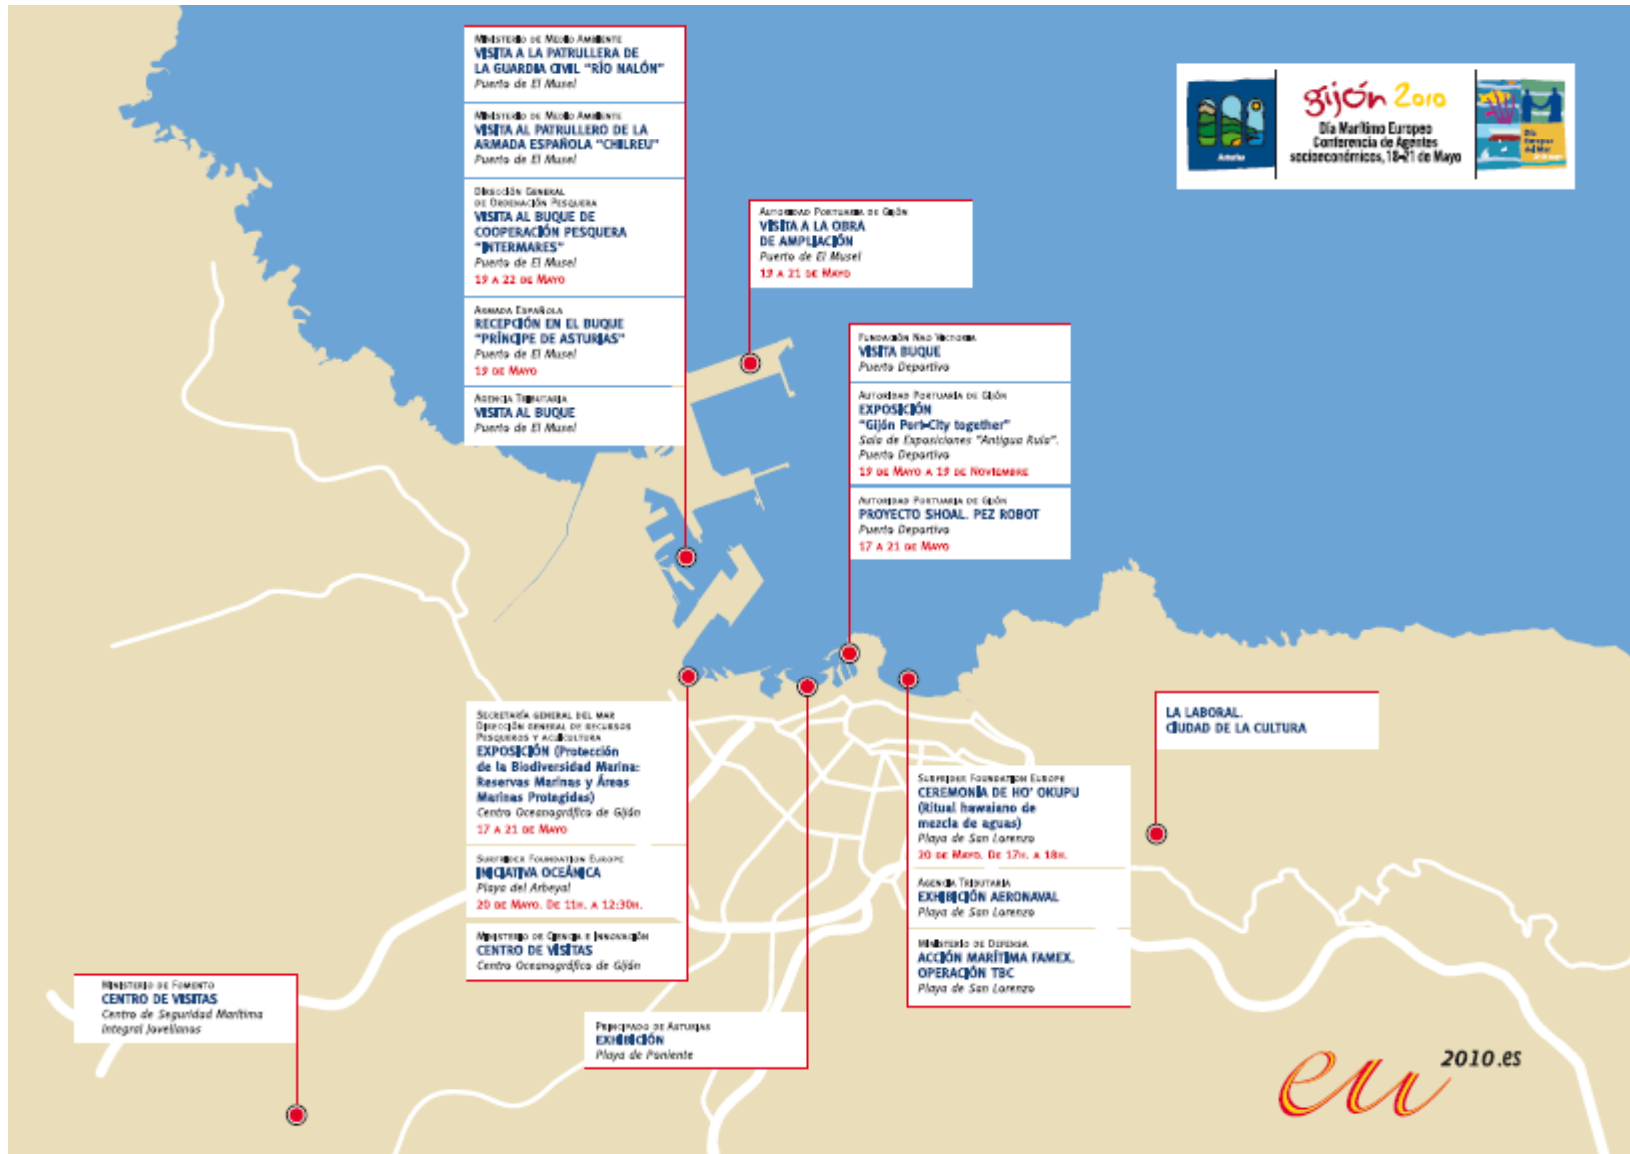 Ministerio de Medio Ambiente
VISITA A LA PATRULLERA DE
LA GUARDIA CIVIL "RÍO NALÓN"
Puerto de El Musel
Ministerio de Medio Ambiente
VISITA AL PATRULLERO DE LA
ARMADA ESPAÑOLA "CHILREU"
Puerto de El Musel
Dirección General
de Ordenación Pesquera
VISITA AL BUQUE DE
COOPERACIÓN PESQUERA
"INTERMARES"
Puerto de El Musel
19 a 22 de Mayo
Armada Española
RECEPCIÓN EN EL BUQUE
"PRÍNCIPE DE ASTURIAS"
Puerto de El Musel
19 de Mayo
Agencia Tributaria
VISITA AL BUQUE
Puerto de El Musel
Autoridad Portuaria de Gijón
VISITA A LA OBRA
DE AMPLIACIÓN
Puerto de El Musel
19 a 21 de Mayo
Fundación Nao Victoria
VISITA BUQUE
Puerto Deportivo
Autoridad Portuaria de Gijón
EXPOSICIÓN
"Gijón Port-City together"
Sala de Exposiciones "Antigua Rula".
Puerto Deportivo
19 de Mayo a 19 de Noviembre
Autoridad Portuaria de Gijón
PROYECTO SHOAL. PEZ ROBOT
Puerto Deportivo
17 a 21 de Mayo
Asturias
gijón 2010
Día Marítimo Europeo
Conferencia de Agentes
socioeconómicos, 18-21 de Mayo
Día
Europeo
del Mar
Secretaría general del mar
Dirección general de recursos
Pesqueros y acuicultura
EXPOSICIÓN (Protección
de la Biodiversidad Marina:
Reservas Marinas y Áreas
Marinas Protegidas)
Centro Oceanográfico de Gijón
17 a 21 de Mayo
Surfrider Foundation Europe
INICIATIVA OCEÁNICA
Playa del Arbeyal
20 de Mayo. De 11h. a 12:30h.
Ministerio de Ciencia e Innovación
CENTRO DE VISITAS
Centro Oceanográfico de Gijón
Ministerio de Fomento
CENTRO DE VISITAS
Centro de Seguridad Marítima
Integral Jovellanos
Principado de Asturias
EXHIBICIÓN
Playa de Poniente
Surfrider Foundation Europe
CEREMONIA DE HO' OKUPU
(Ritual hawaiano de
mezcla de aguas)
Playa de San Lorenzo
20 de Mayo. De 17h. a 18h.
Agencia Tributaria
EXHIBICIÓN AERONAVAL
Playa de San Lorenzo
Ministerio de Defensa
ACCIÓN MARÍTIMA FAMEX.
OPERACIÓN TBC
Playa de San Lorenzo
LA LABORAL.
CIUDAD DE LA CULTURA
eu 2010.es